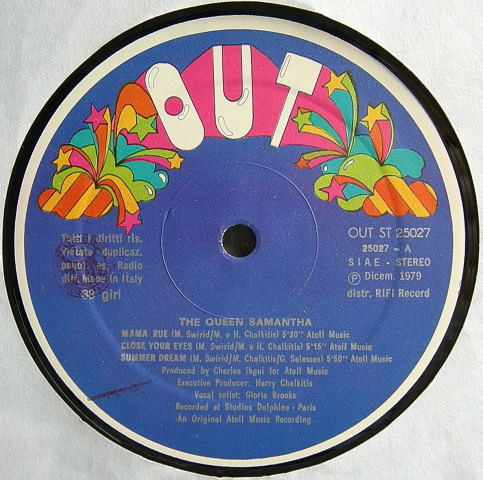 OUT
Tutti i diritti ris.
Vietata duplicaz.
pubbl. es. Radio
diff. Made in Italy
33 giri
OUT ST 25027
25027 - A
S I A E - STEREO
Ⓟ Dicem. 1979
distr. RIFI Record
THE QUEEN SAMANTHA
MAMA RUE (M. Swirid/M. e H. Chalkitis) 5'30" Atoll Music
CLOSE YOUR EYES (M. Swirid/M. e H. Chalkitis) 5'15" Atoll Music
SUMMER DREAM (M. Swirid/M. Chalkitis/G. Salesses) 5'50" Atoll Music
Produced by Charles Ibgui for Atoll Music
Executive Producer: Harry Chalkitis
Vocal solist: Gloria Brooks
Recorded at Studios Delphine - Paris
An Original Atoll Music Recording